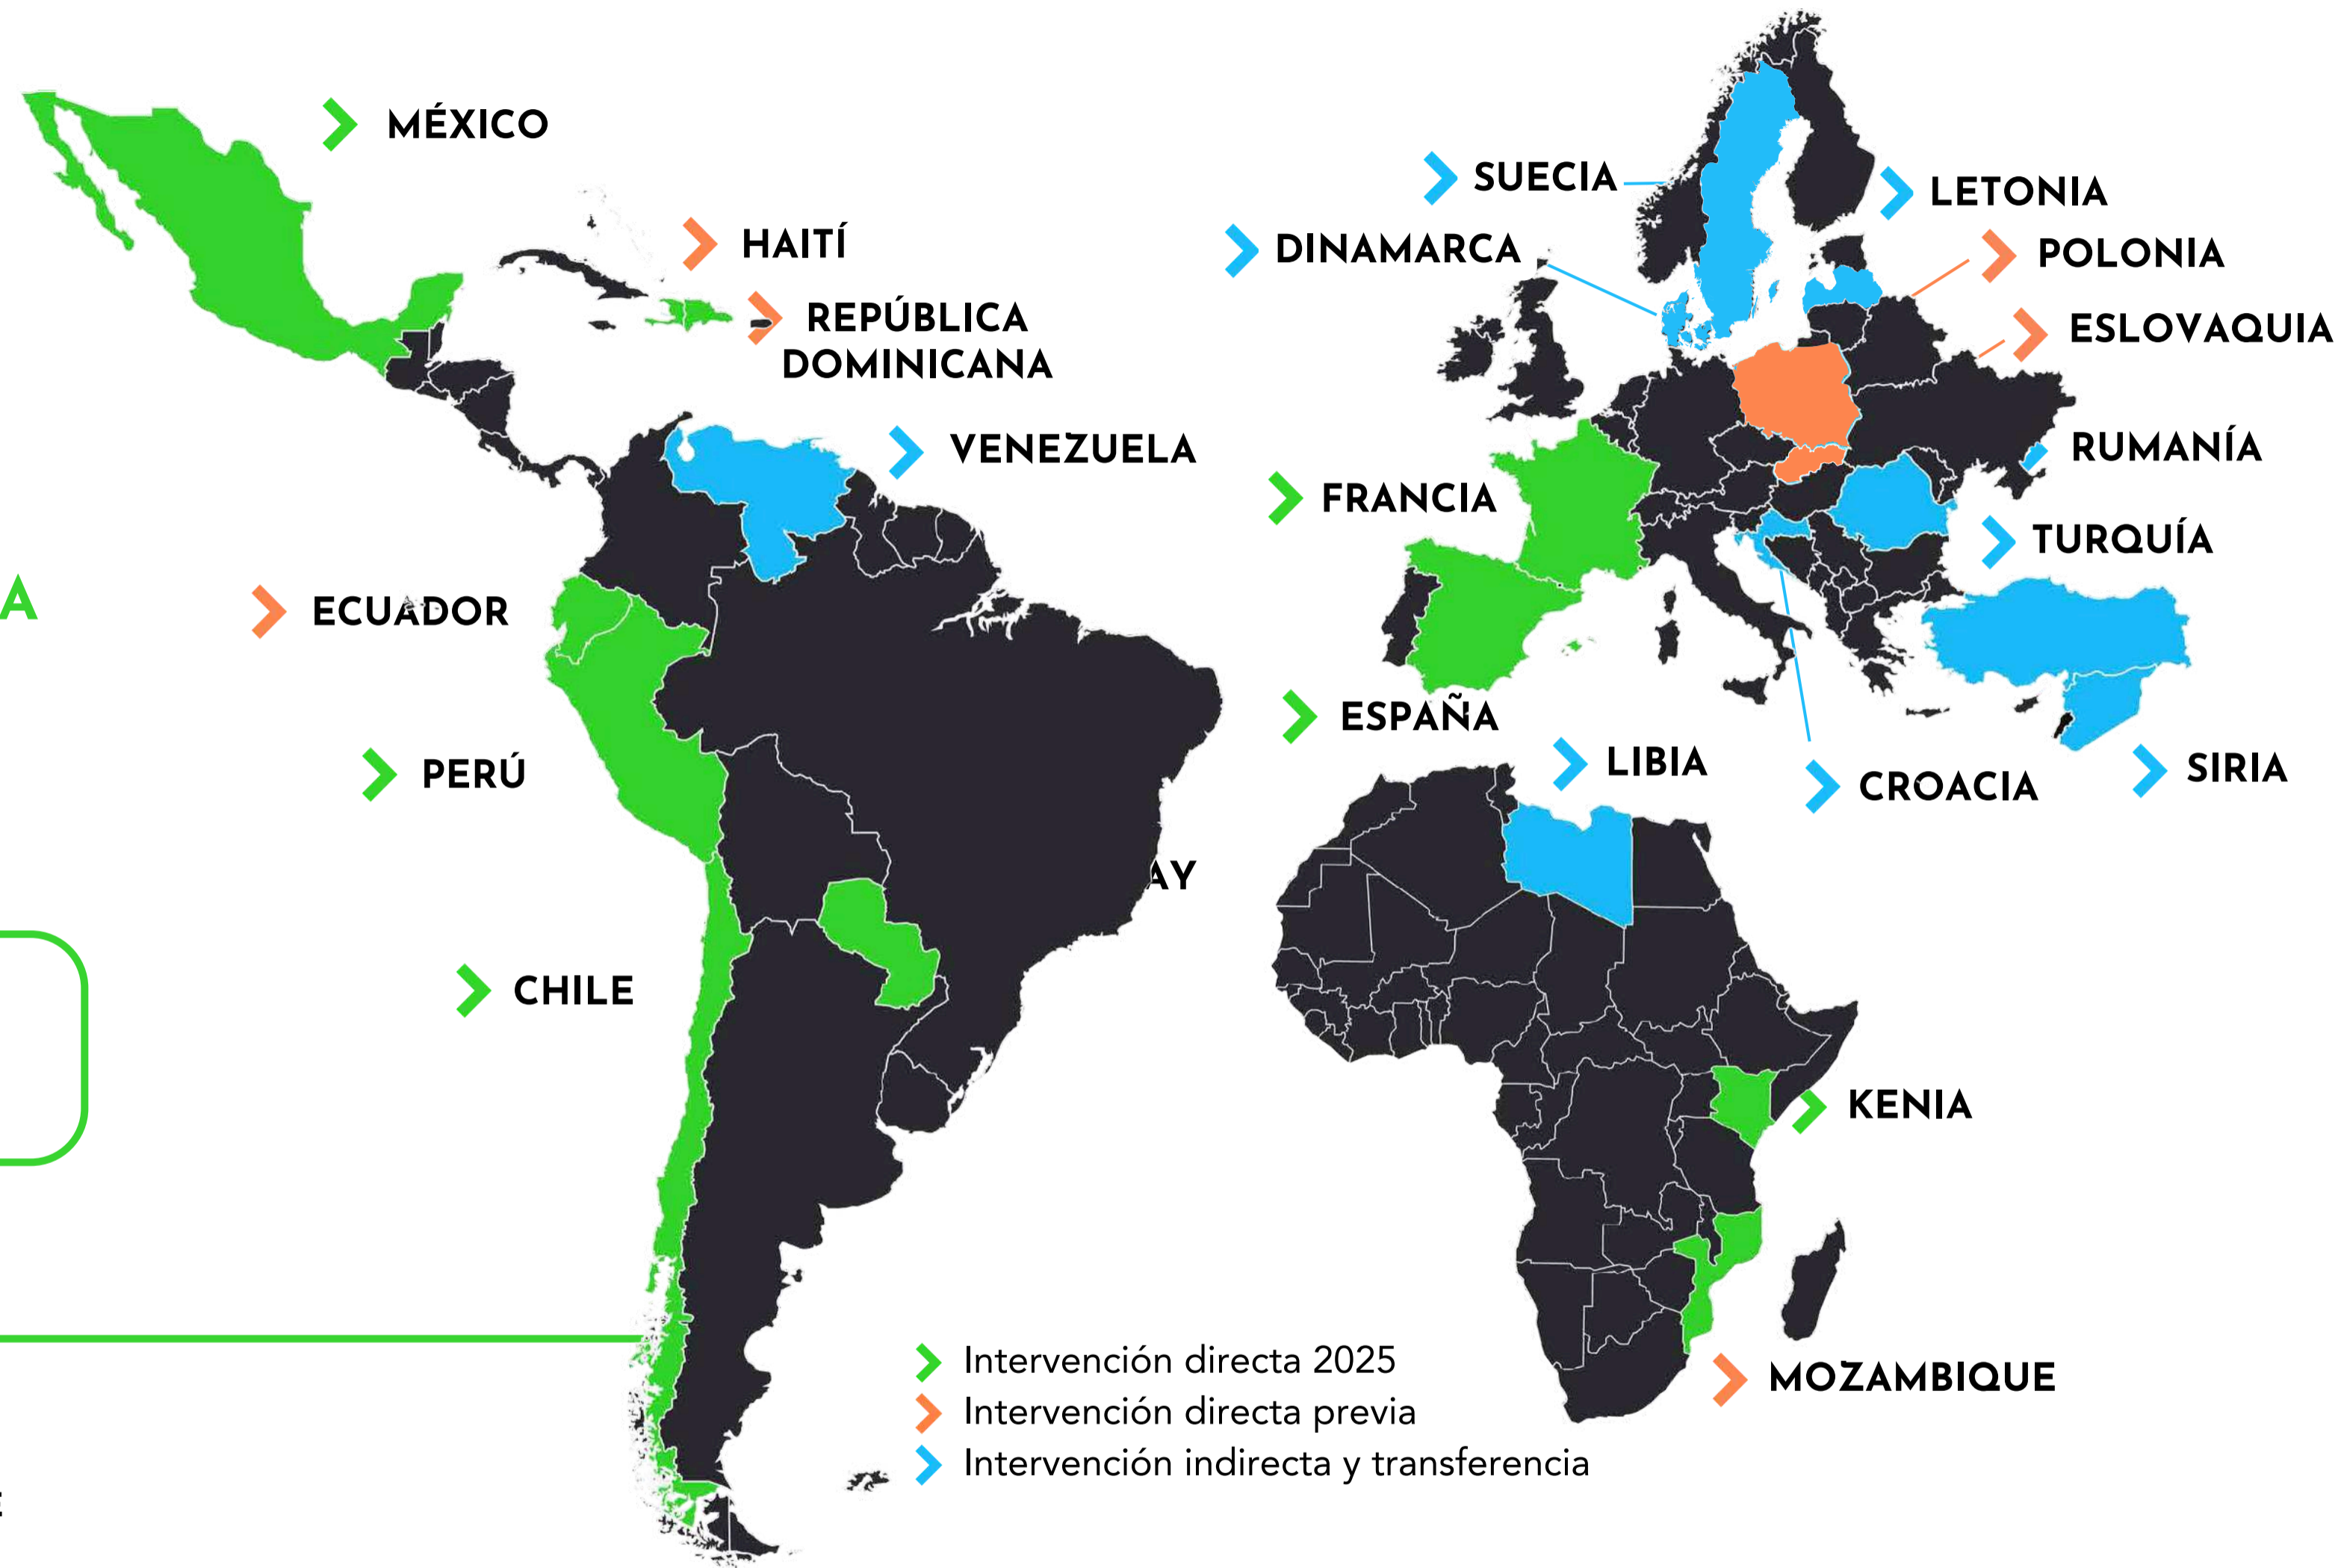 MÉXICO
HAITÍ
REPÚBLICA
DOMINICANA
VENEZUELA
ECUADOR
PERÚ
AY
CHILE
A
E
SUECIA
LETONIA
DINAMARCA
POLONIA
ESLOVAQUIA
RUMANÍA
FRANCIA
TURQUÍA
ESPAÑA
LIBIA
CROACIA
SIRIA
KENIA
MOZAMBIQUE
Intervención directa 2025
Intervención directa previa
Intervención indirecta y transferencia